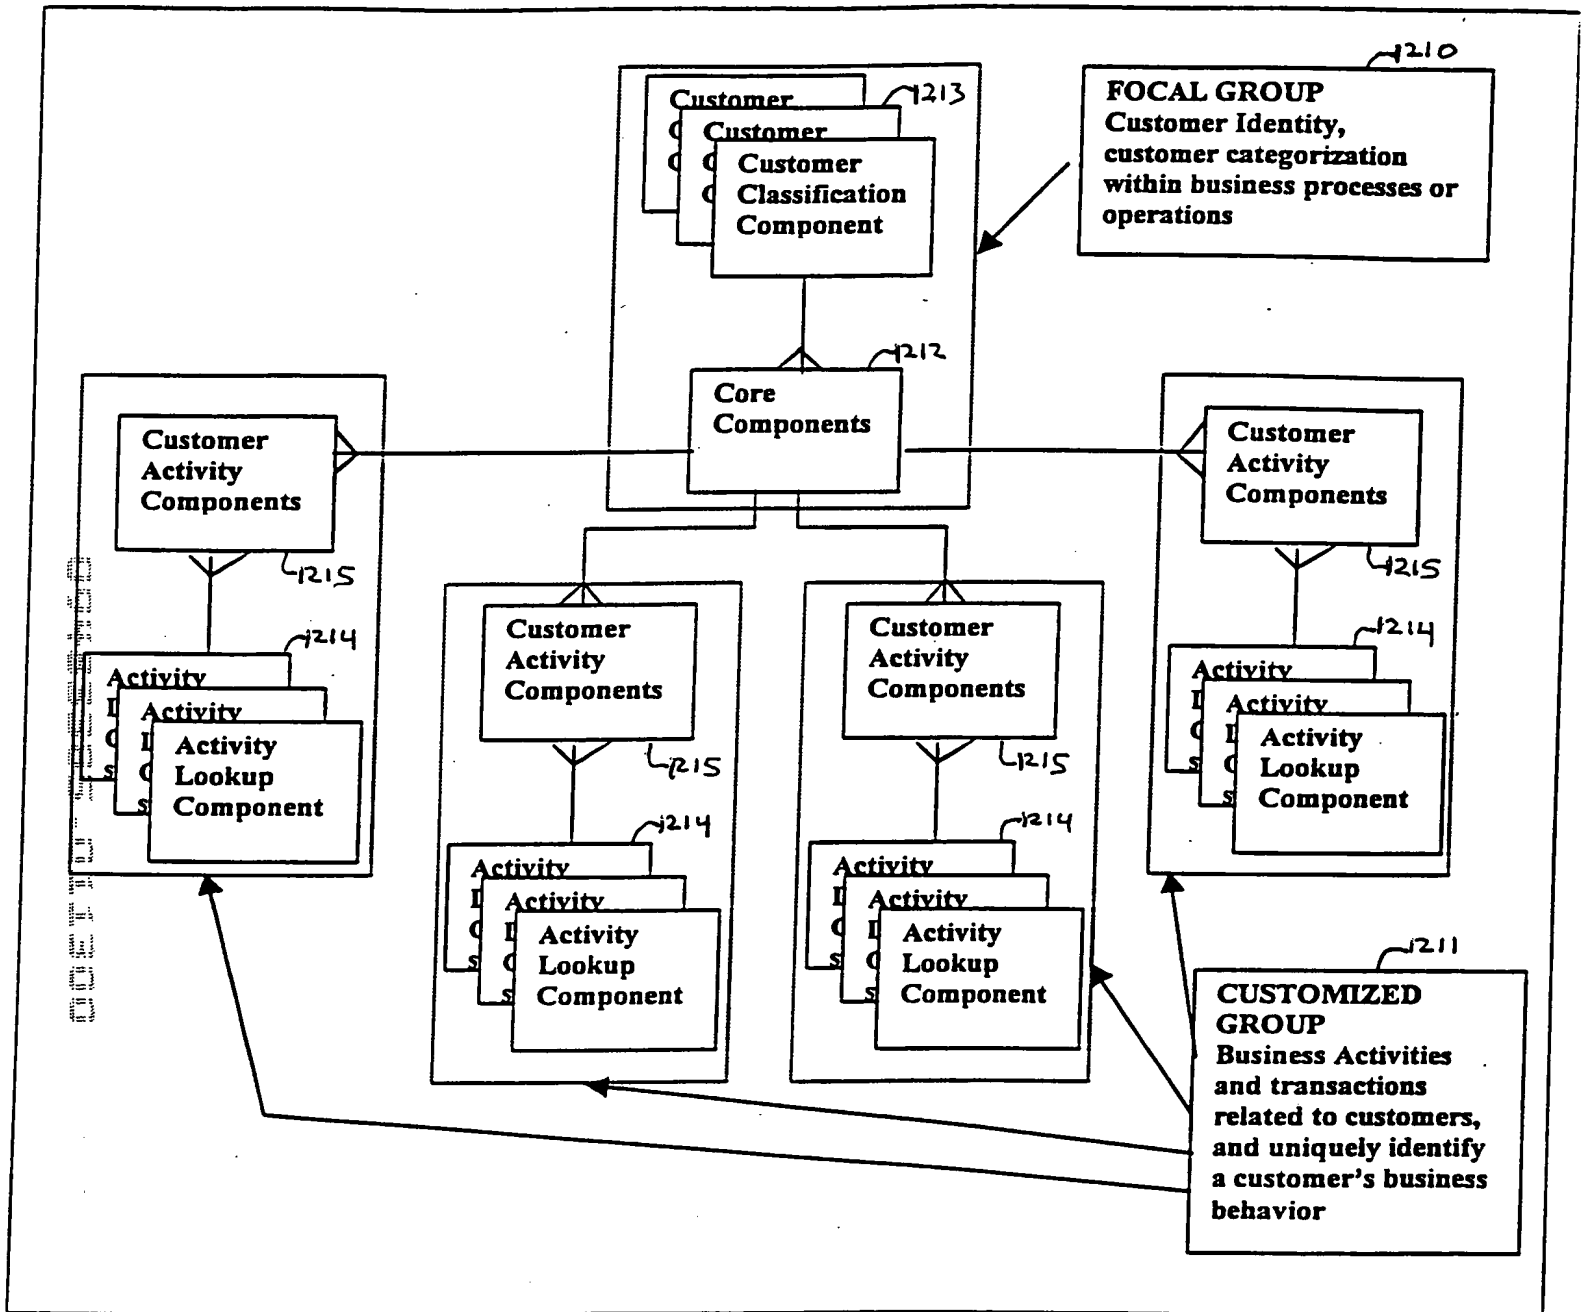 1210
FOCAL GROUP
Customer Identity,
customer categorization
within business processes or
operations
1213
Customer
Customer
Customer
Classification
Component
1212
Core
Components
Customer
Activity
Components
1215
1214
Activity
Activity
Activity
Lookup
Component
Customer
Activity
Components
1215
1214
Activity
Activity
Activity
Lookup
Component
Customer
Activity
Components
1215
1214
Activity
Activity
Activity
Lookup
Component
Customer
Activity
Components
1215
1214
Activity
Activity
Activity
Lookup
Component
1211
CUSTOMIZED
GROUP
Business Activities
and transactions
related to customers,
and uniquely identify
a customer's business
behavior